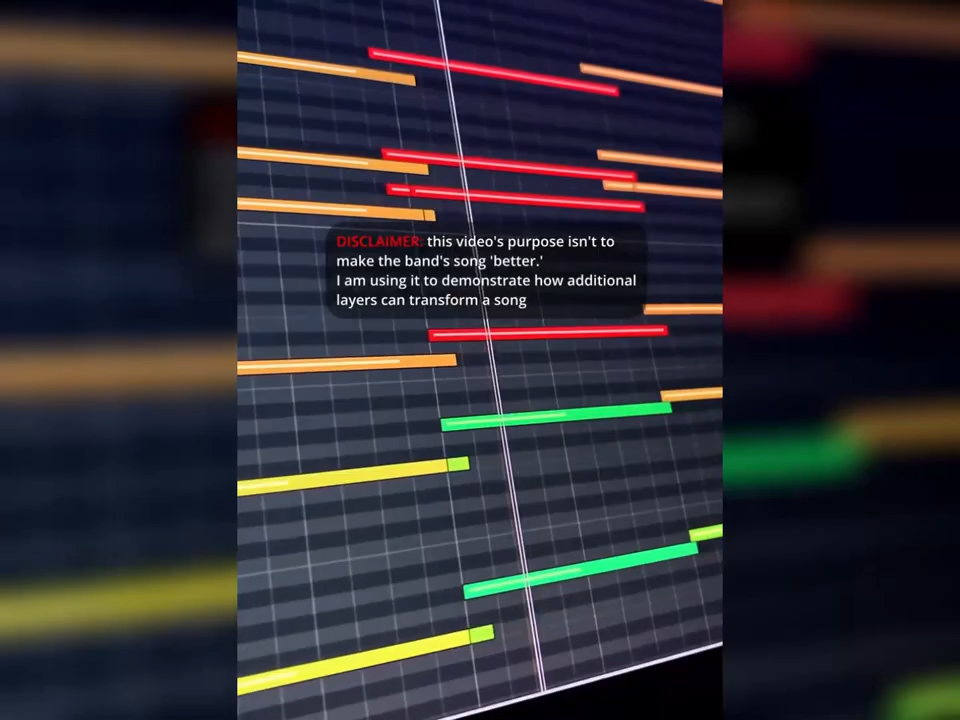 DISCLAIMER: this video's purpose isn't to
make the band's song 'better.'
I am using it to demonstrate how additional
layers can transform a song